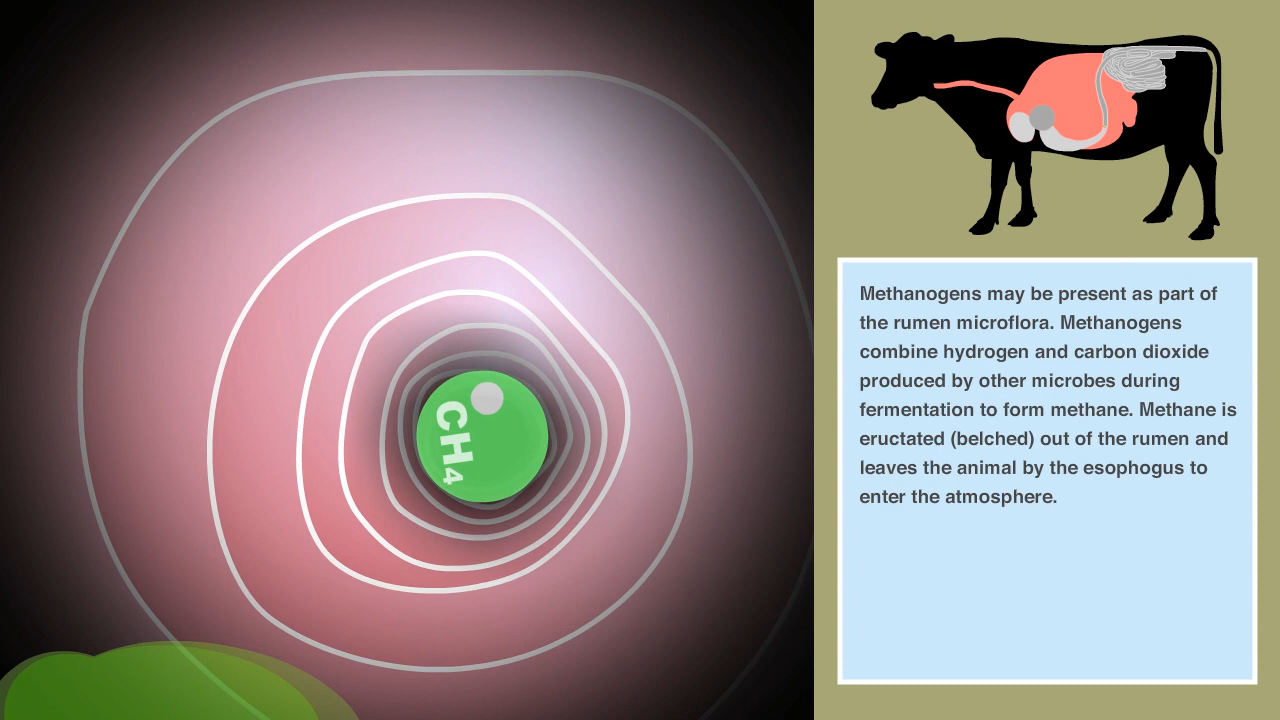 CH₄
Methanogens may be present as part of
the rumen microflora. Methanogens
combine hydrogen and carbon dioxide
produced by other microbes during
fermentation to form methane. Methane is
eructated (belched) out of the rumen and
leaves the animal by the esophogus to
enter the atmosphere.